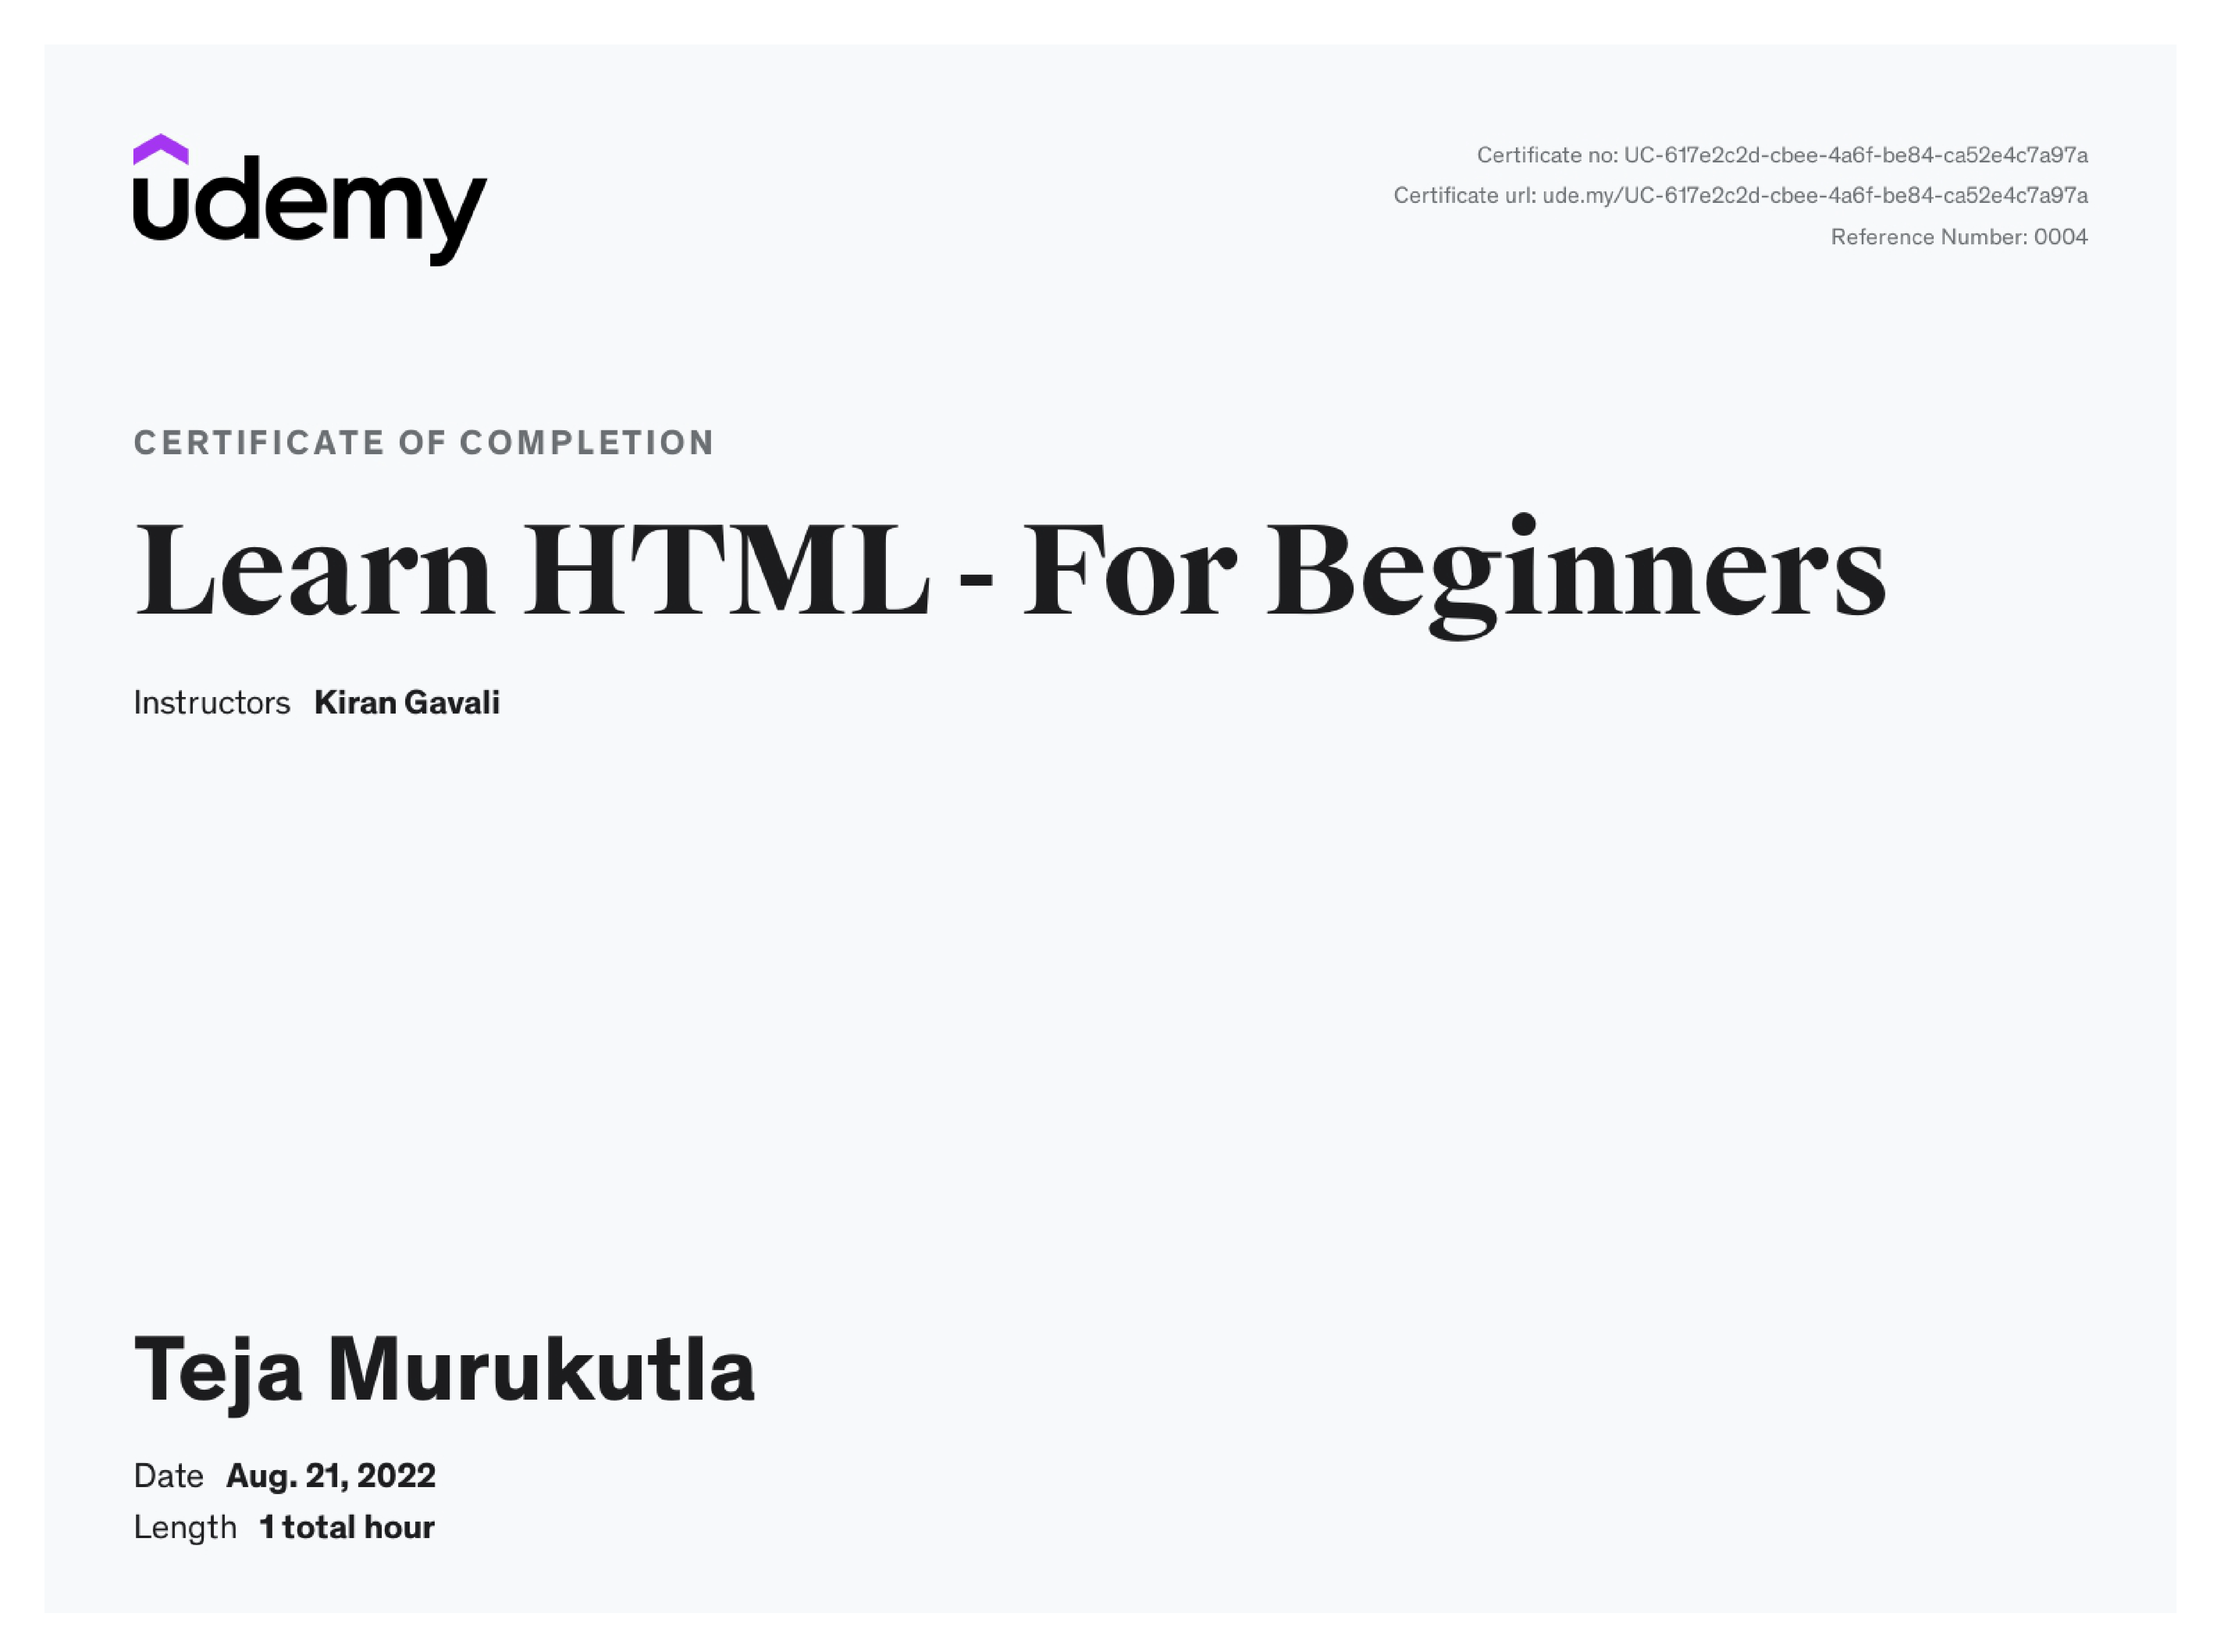 udemy
Certificate no: UC-617e2c2d-cbee-4a6f-be84-ca52e4c7a97a
Certificate url: ude.my/UC-617e2c2d-cbee-4a6f-be84-ca52e4c7a97a
Reference Number: 0004
CERTIFICATE OF COMPLETION
Learn HTML - For Beginners
Instructors Kiran Gavali
Teja Murukutla
Date Aug. 21, 2022
Length 1 total hour